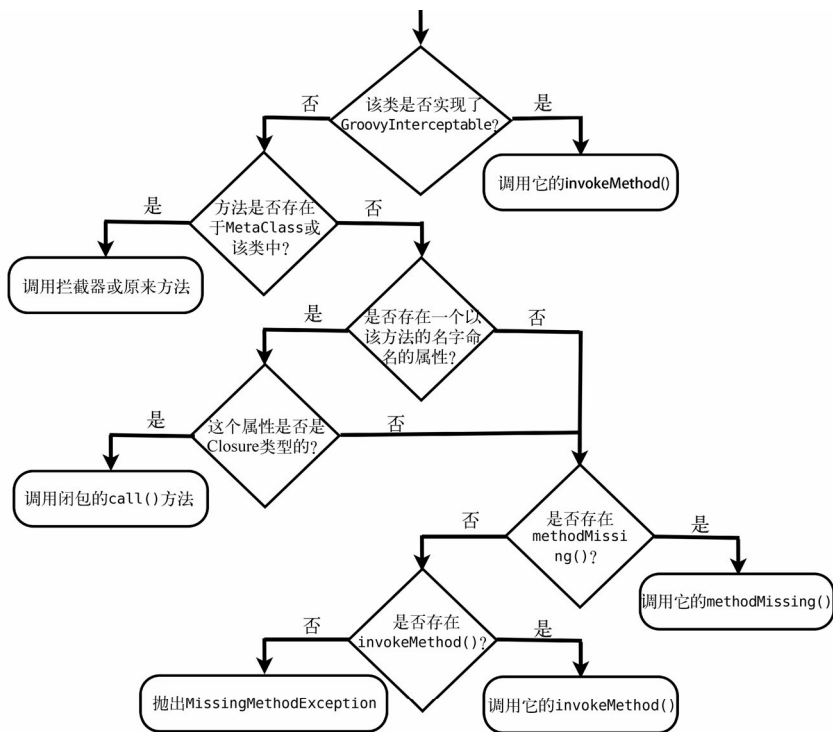 该类是否实现了
GroovyInterceptable?
否
是
调用它的invokeMethod()
方法是否存在
于MetaClass或
该类中?
是
否
调用拦截器或原来方法
是否存在一个以
该方法的名字命
名的属性?
是
否
这个属性是否是
Closure类型的?
是
否
调用闭包的call()方法
是否存在
methodMissi
ng()?
否
是
调用它的methodMissing()
是否存在
invokeMethod()?
否
是
抛出MissingMethodException
调用它的invokeMethod()